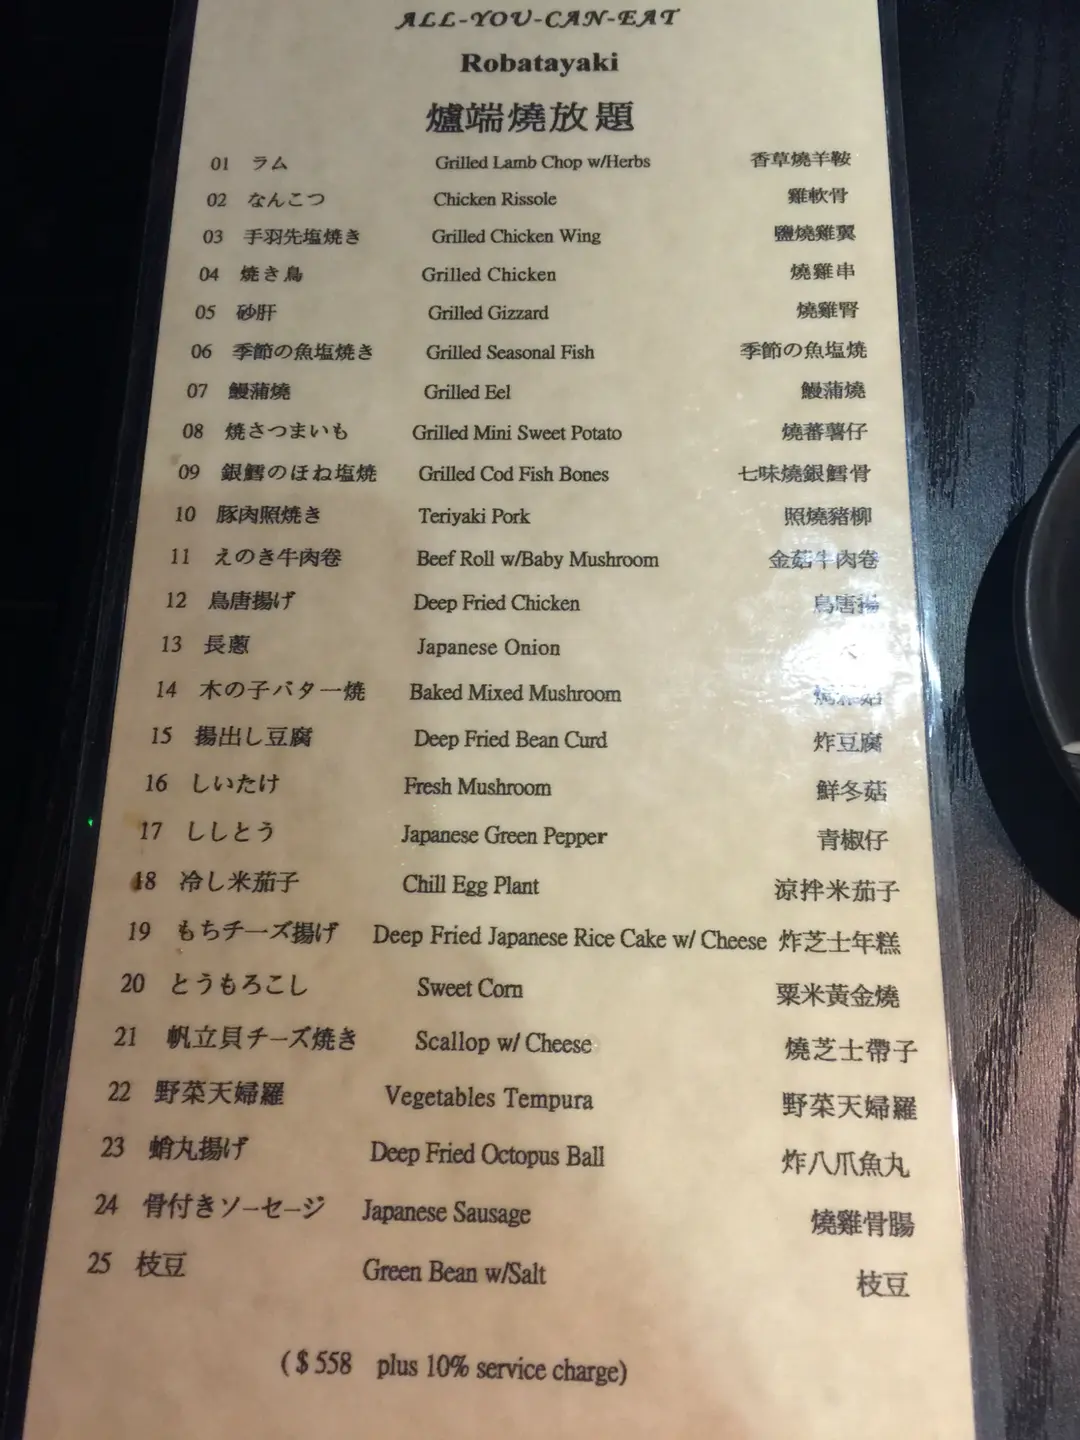 ALL-YOU-CAN-EAT
Robatayaki
爐端燒放題
01 ラム Grilled Lamb Chop w/Herbs 香草燒羊鞍
02 なんこつ Chicken Rissole 雞軟骨
03 手羽先塩焼き Grilled Chicken Wing 鹽燒雞翼
04 焼き鳥 Grilled Chicken 燒雞串
05 砂肝 Grilled Gizzard 燒雞腎
06 季節の魚塩焼き Grilled Seasonal Fish 季節の魚塩燒
07 鰻蒲燒 Grilled Eel 鰻蒲燒
08 焼さつまいも Grilled Mini Sweet Potato 燒蕃薯仔
09 銀鱈のほね塩焼 Grilled Cod Fish Bones 七味燒銀鱈骨
10 豚肉照焼き Teriyaki Pork 照燒豬柳
11 えのき牛肉卷 Beef Roll w/Baby Mushroom 金菇牛肉卷
12 鳥唐揚げ Deep Fried Chicken 鳥唐揚
13 長蔥 Japanese Onion
14 木の子バター焼 Baked Mixed Mushroom
15 揚出し豆腐 Deep Fried Bean Curd 炸豆腐
16 しいたけ Fresh Mushroom 鮮冬菇
17 ししとう Japanese Green Pepper 青椒仔
18 冷し米茄子 Chill Egg Plant 涼拌米茄子
19 もちチーズ揚げ Deep Fried Japanese Rice Cake w/ Cheese 炸芝士年糕
20 とうもろこし Sweet Corn 粟米黃金燒
21 帆立貝チーズ焼き Scallop w/ Cheese 燒芝士帶子
22 野菜天婦羅 Vegetables Tempura 野菜天婦羅
23 蛸丸揚げ Deep Fried Octopus Ball 炸八爪魚丸
24 骨付きソーセージ Japanese Sausage 燒雞骨腸
25 枝豆 Green Bean w/Salt 枝豆
($558 plus 10% service charge)